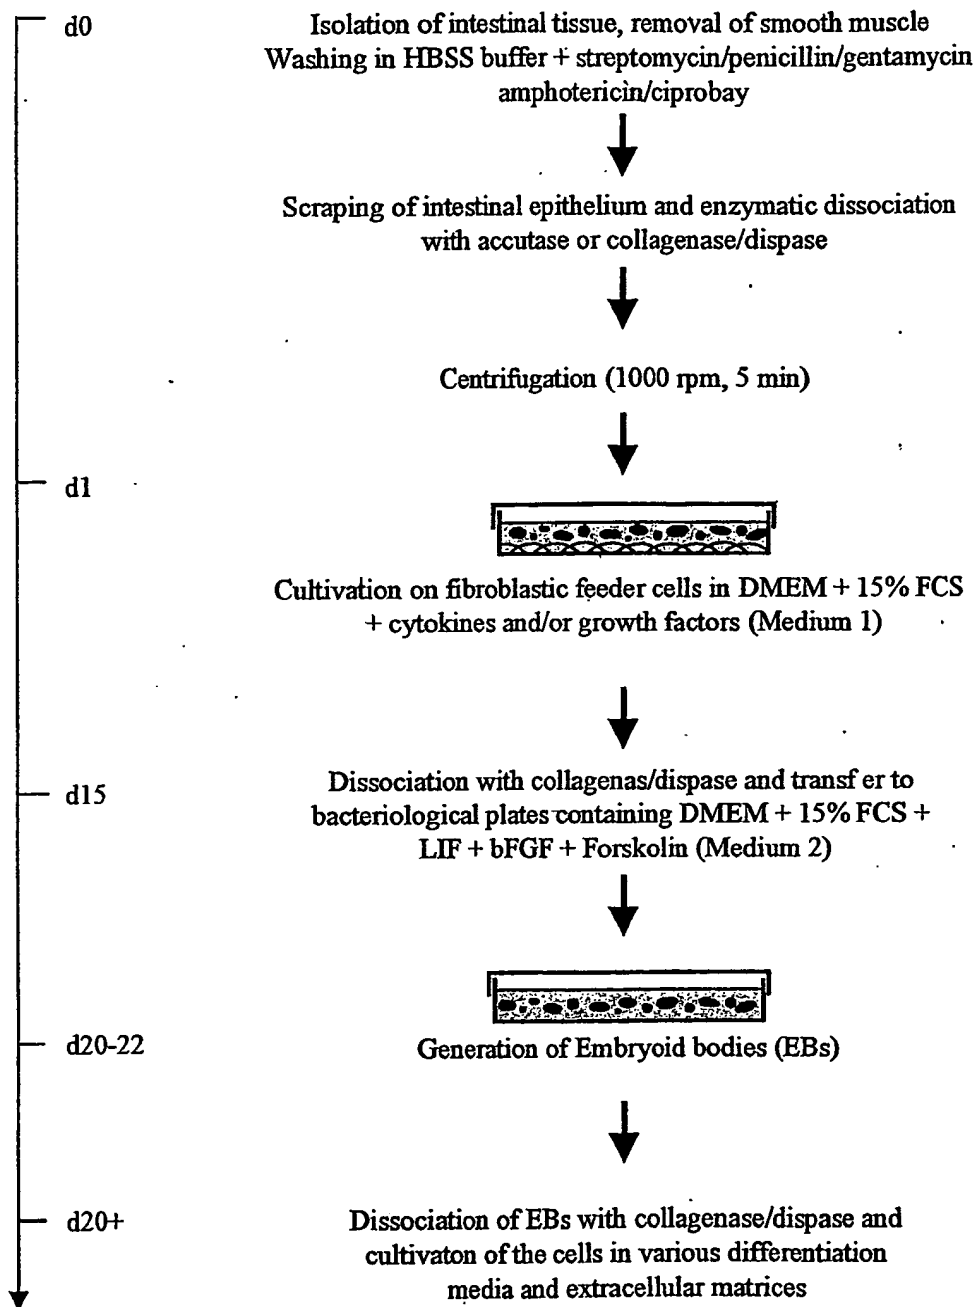 d0
Isolation of intestinal tissue, removal of smooth muscle
Washing in HBSS buffer + streptomycin/penicillin/gentamycin
amphotericin/ciprobay
Scraping of intestinal epithelium and enzymatic dissociation
with accutase or collagenase/dispase
Centrifugation (1000 rpm, 5 min)
d1
Cultivation on fibroblastic feeder cells in DMEM + 15% FCS
+ cytokines and/or growth factors (Medium 1)
d15
Dissociation with collagenas/dispase and transfer to
bacteriological plates containing DMEM + 15% FCS +
LIF + bFGF + Forskolin (Medium 2)
d20-22
Generation of Embryoid bodies (EBs)
d20+
Dissociation of EBs with collagenase/dispase and
cultivaton of the cells in various differentiation
media and extracellular matrices